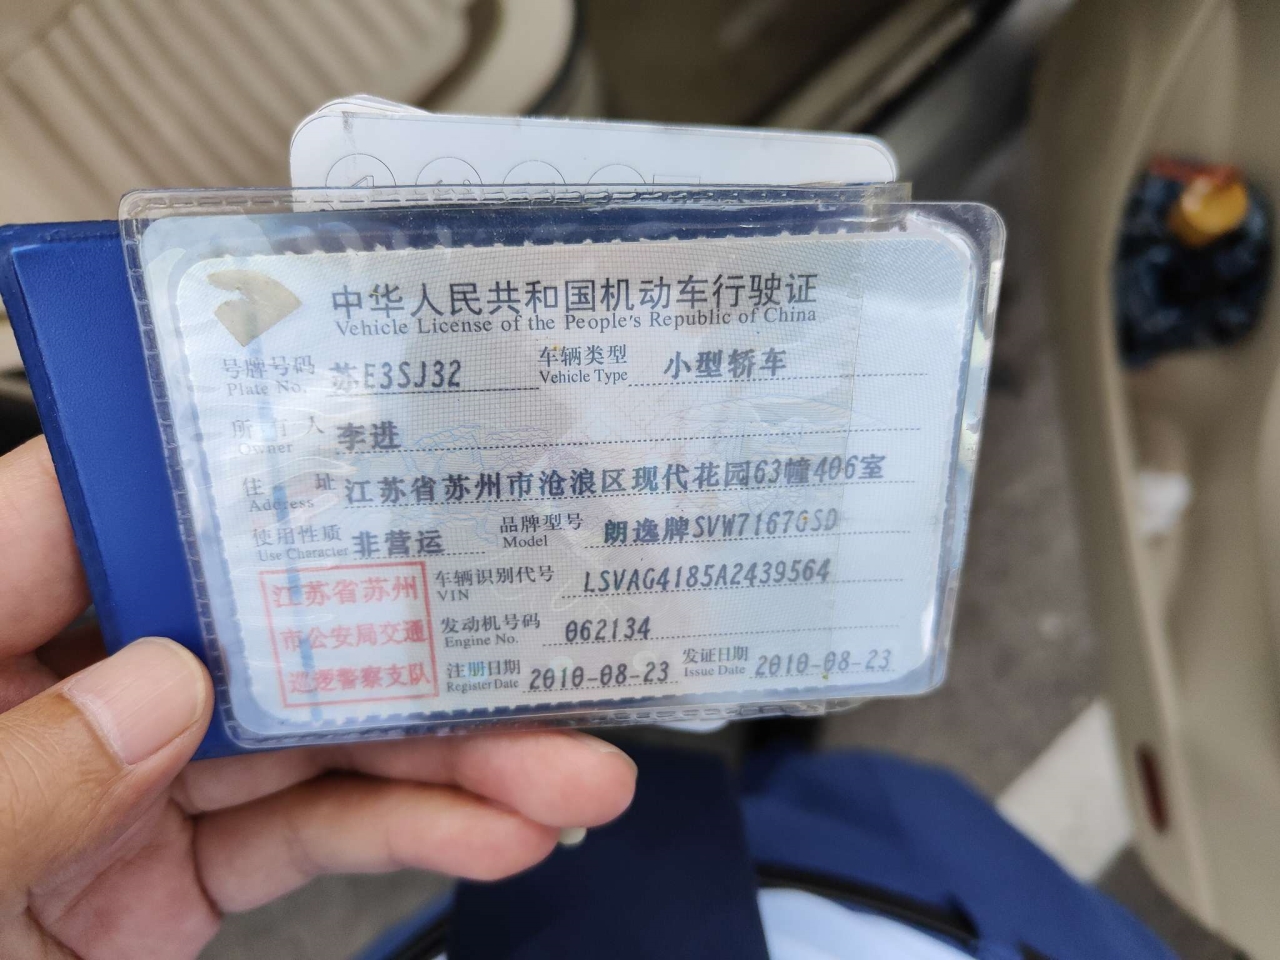 中华人民共和国机动车行驶证
Vehicle License of the People's Republic of China
号牌号码 苏E3SJ32 车辆类型 小型轿车
Plate No. Vehicle Type
所有人 李进
Owner
住址 江苏省苏州市沧浪区现代花园63幢406室
Address
使用性质 非营运 品牌型号 朗逸牌SVW7167GSD
Use Character Model
江苏省苏州 车辆识别代号 LSVAG4185A2439564
VIN
市公安局交通 发动机号码 062134
Engine No.
巡逻警察支队 注册日期 2010-08-23 发证日期 2010-08-23
Register Date Issue Date